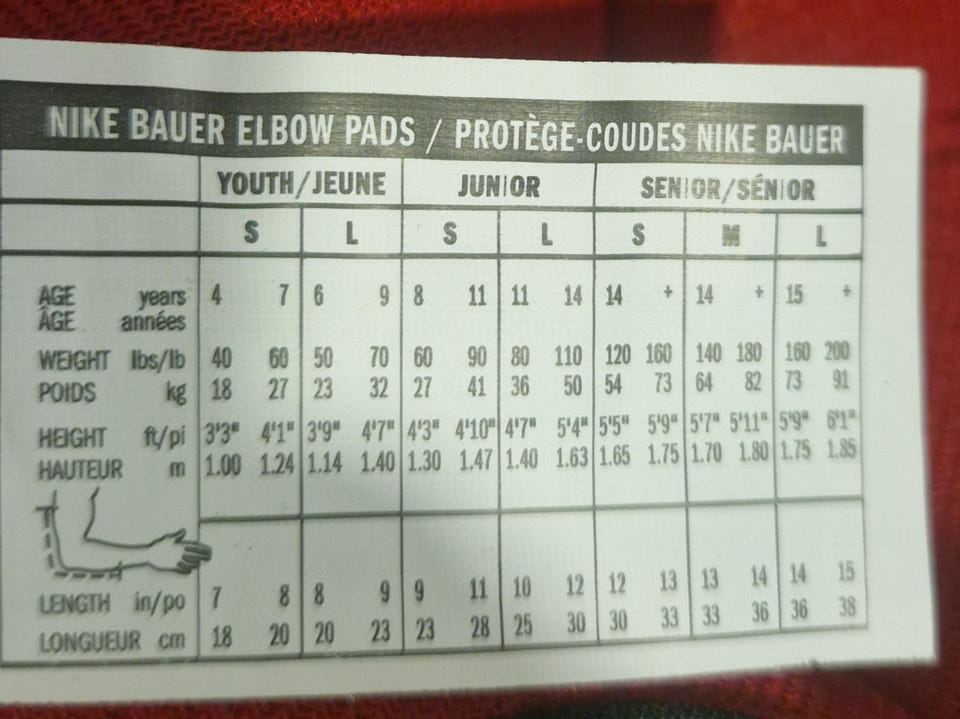 NIKE BAUER ELBOW PADS / PROTÈGE-COUDES NIKE BAUER
YOUTH/JEUNE JUNIOR SENIOR/SÉNIOR
S L S L S M L
AGE years 4 7 6 9 8 11 11 14 14 + 14 + 15 +
ÂGE années
WEIGHT lbs/lb 40 60 50 70 60 90 80 110 120 160 140 180 160 200
POIDS kg 18 27 23 32 27 41 36 50 54 73 64 82 73 91
HEIGHT ft/pi 3'3" 4'1" 3'9" 4'7" 4'3" 4'10" 4'7" 5'4" 5'5" 5'9" 5'7" 5'11" 5'9" 6'1"
HAUTEUR m 1.00 1.24 1.14 1.40 1.30 1.47 1.40 1.63 1.65 1.75 1.70 1.80 1.75 1.85
LENGTH in/po 7 8 8 9 9 11 10 12 12 13 13 14 14 15
LONGUEUR cm 18 20 20 23 23 28 25 30 30 33 33 36 36 38